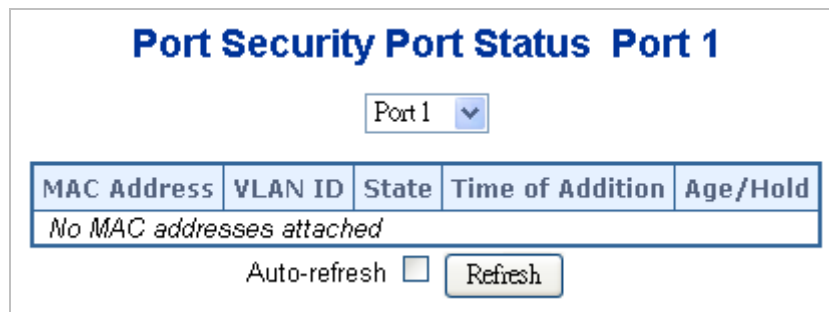 Port Security Port Status Port 1
Port 1
MAC Address VLAN ID State Time of Addition Age/Hold
No MAC addresses attached
Auto-refresh Refresh